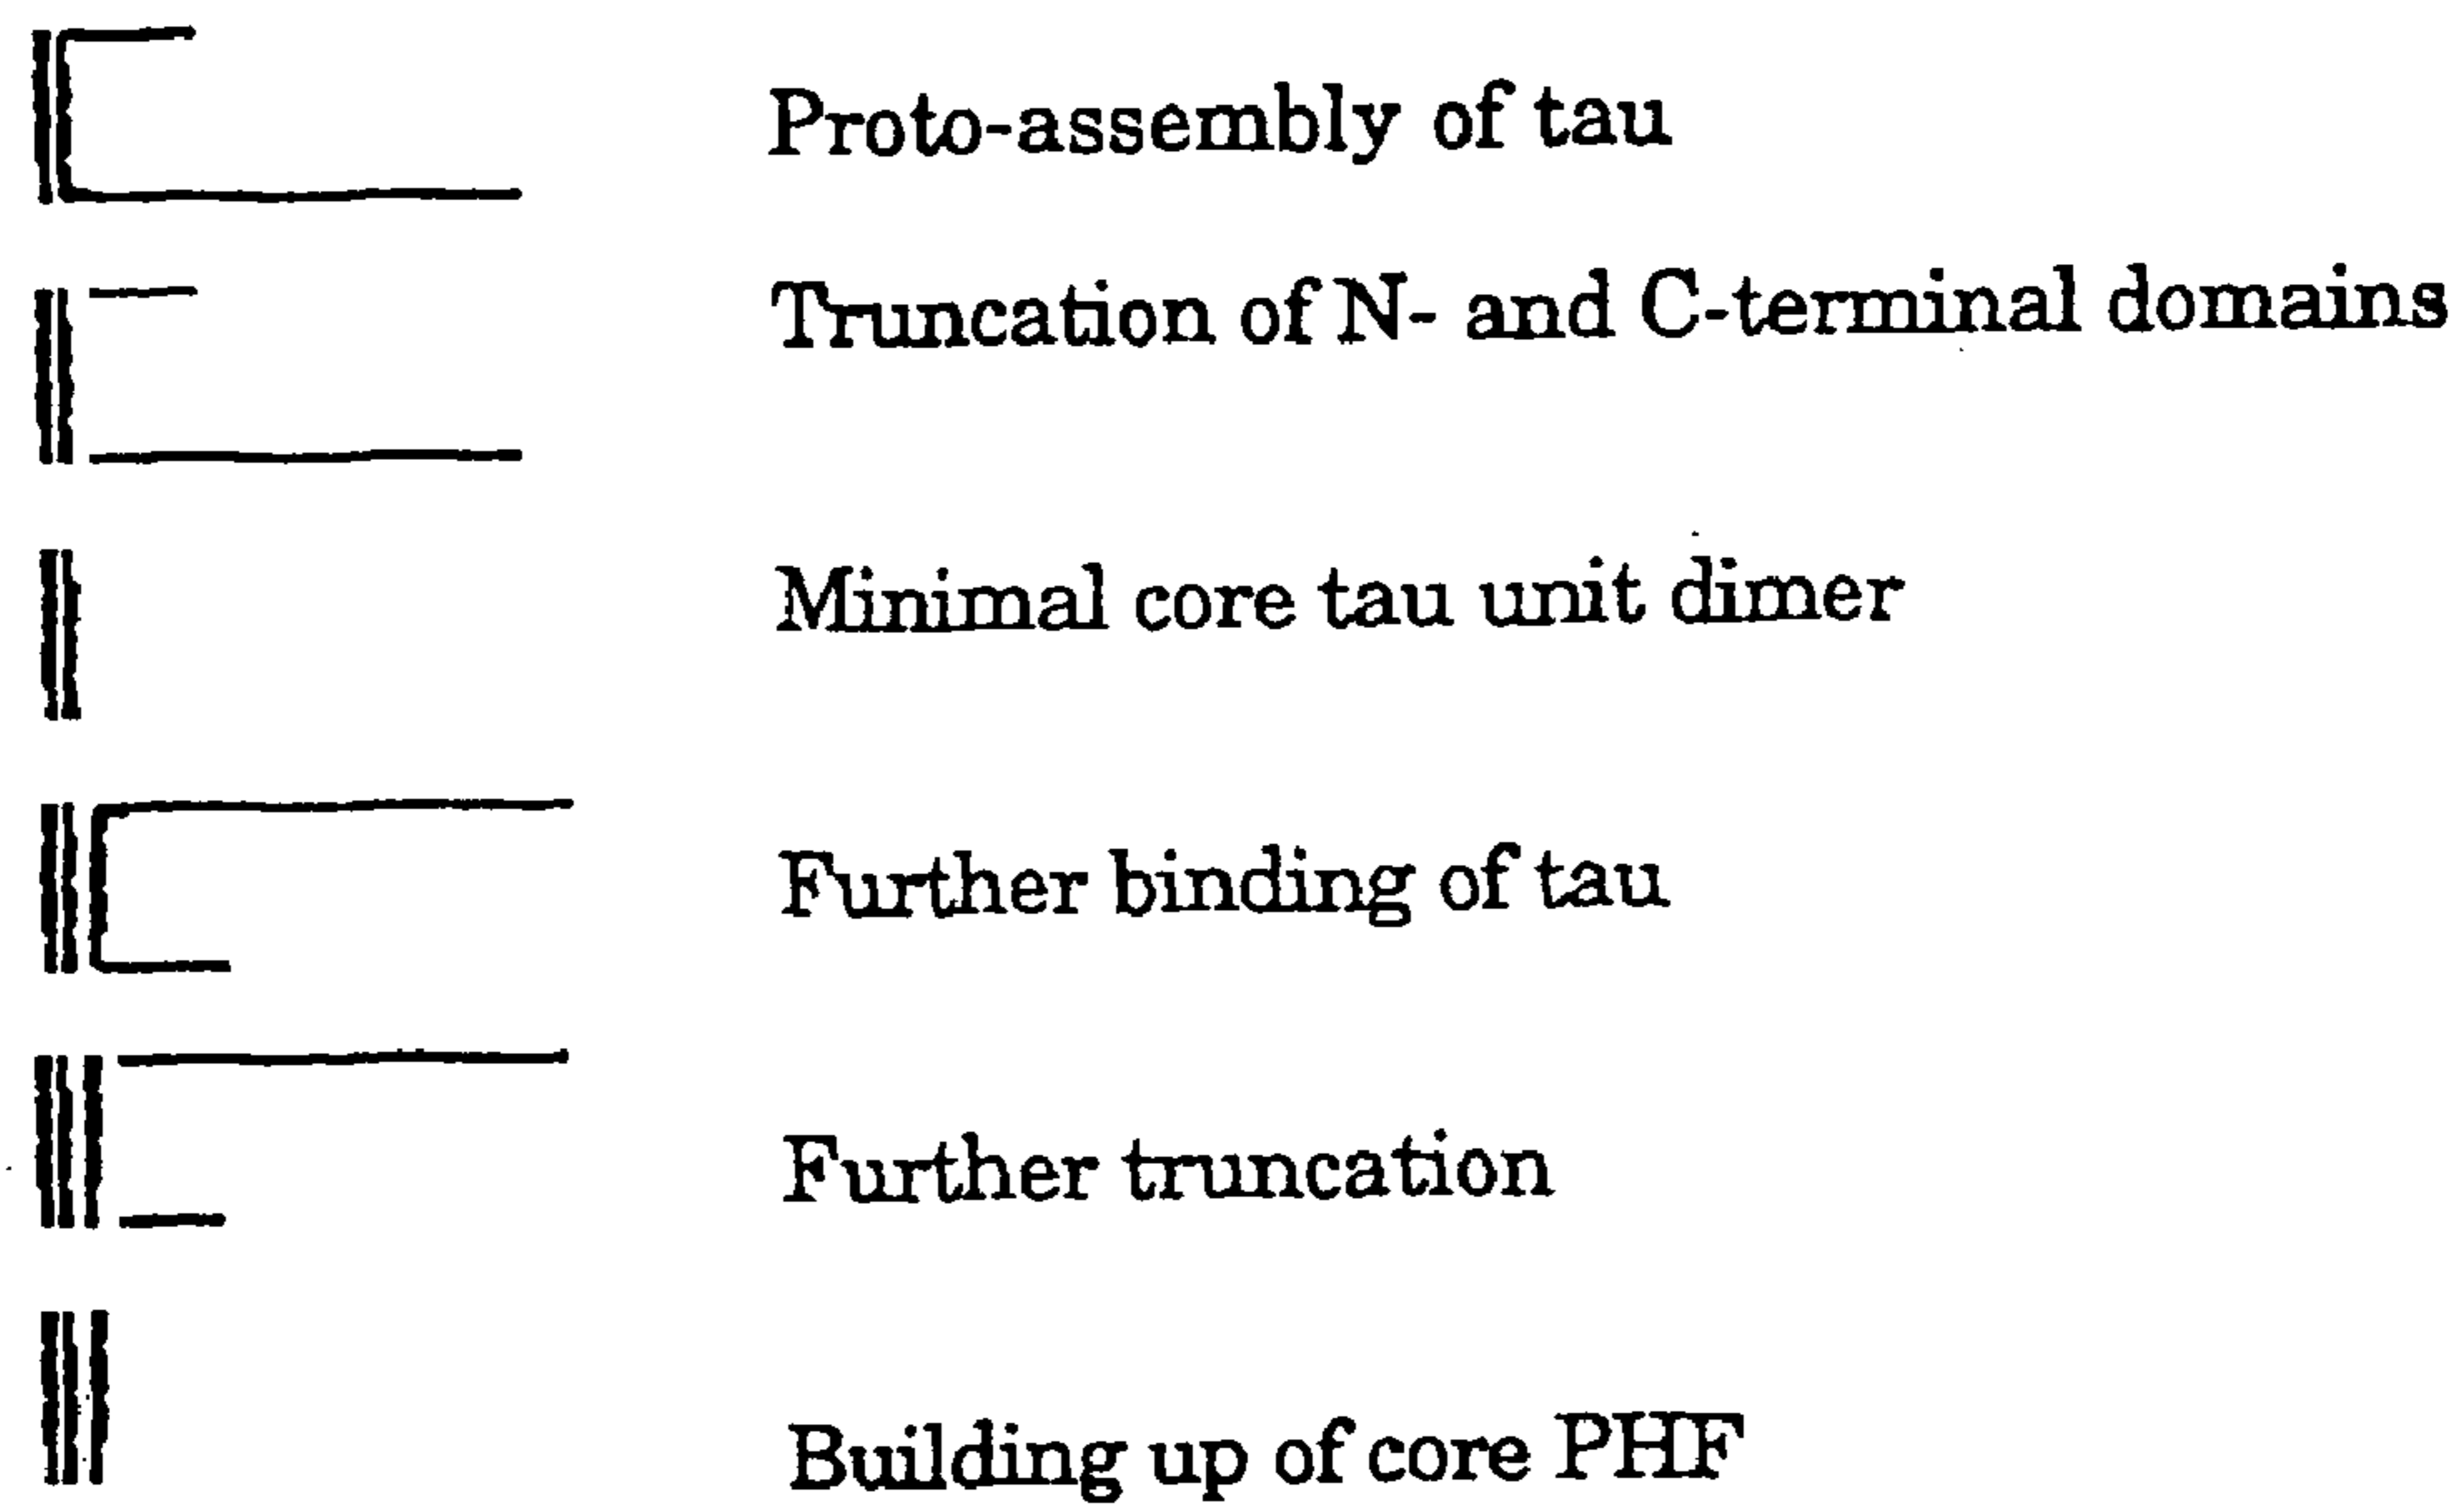 Proto-assembly of tau
Truncation of N- and C-terminal domains
Minimal core tau unit dimer
Further binding of tau
Further truncation
Building up of core PHF